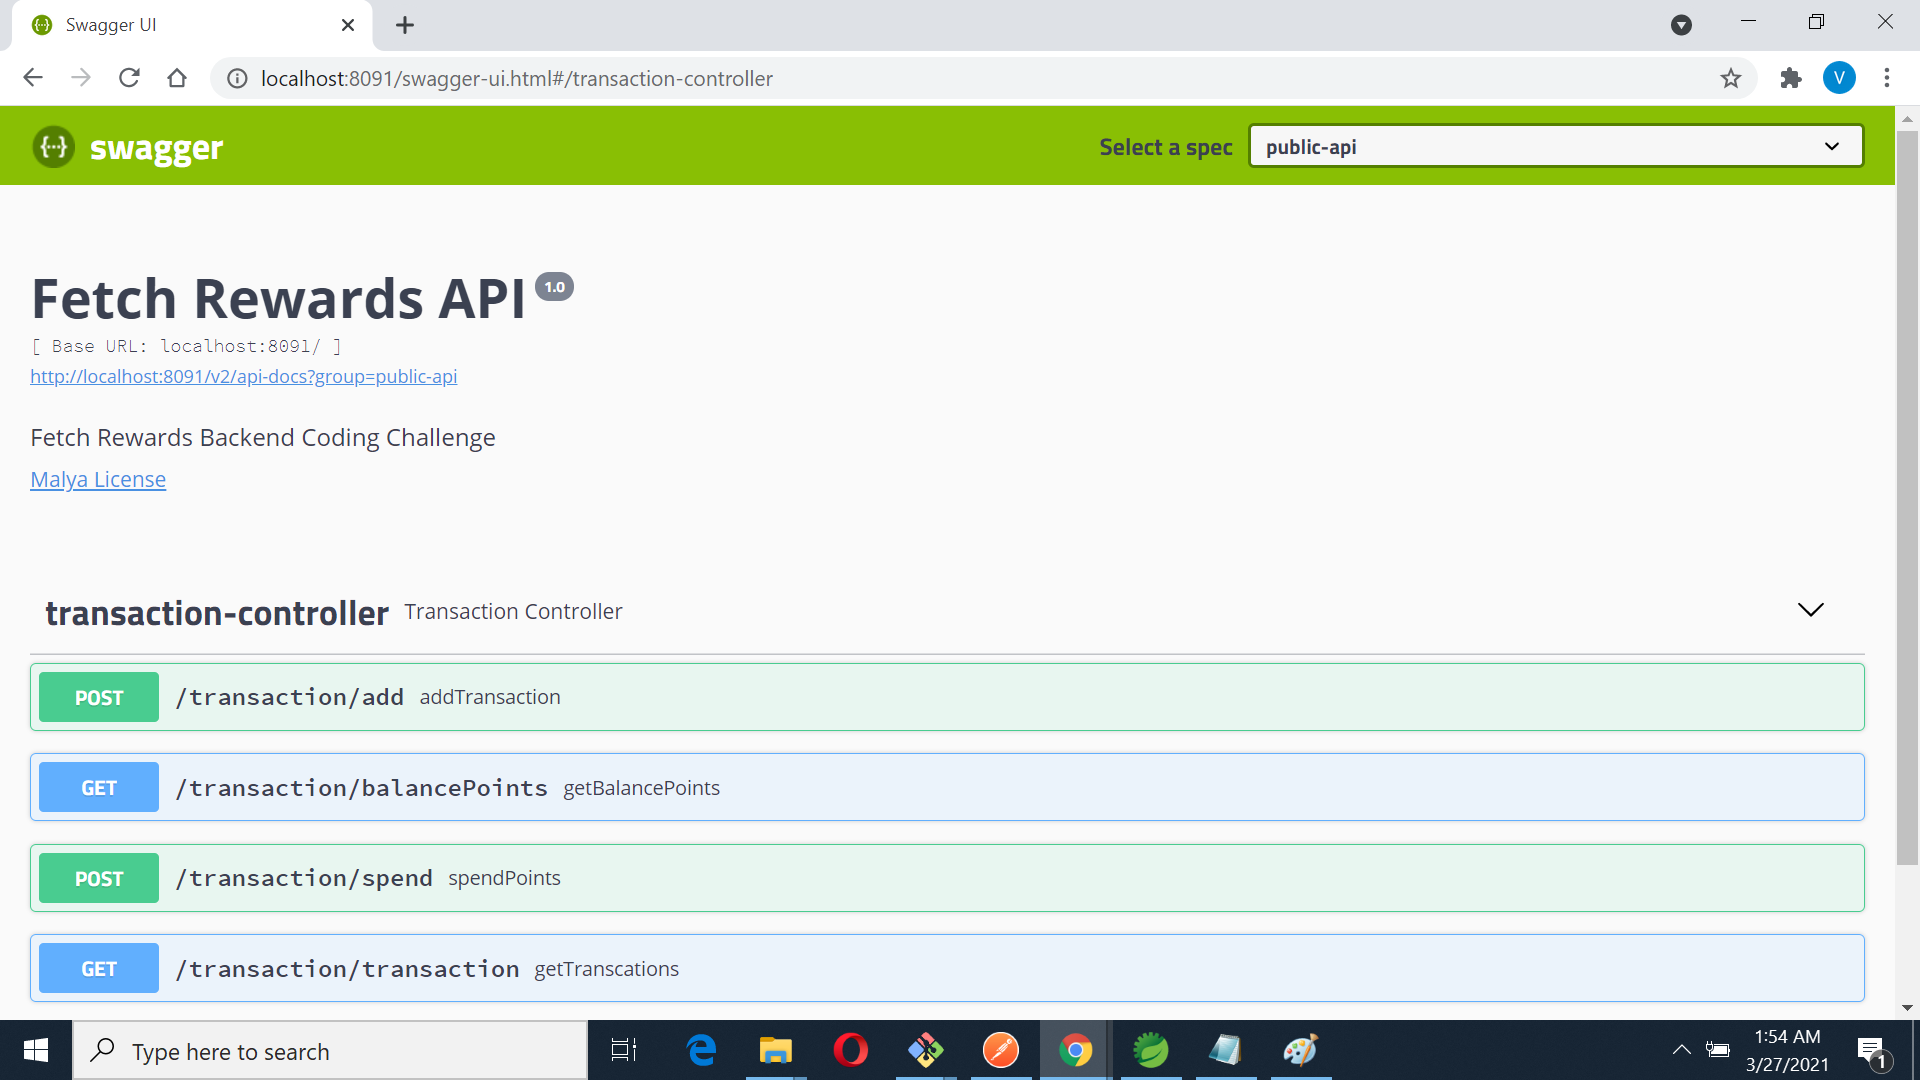 Swagger UI
localhost:8091/swagger-ui.html#/transaction-controller
V
swagger
Select a spec
public-api
Fetch Rewards API 1.0
[ Base URL: localhost:8091/ ]
http://localhost:8091/v2/api-docs?group=public-api
Fetch Rewards Backend Coding Challenge
Malya License
transaction-controller Transaction Controller
POST /transaction/add addTransaction
GET /transaction/balancePoints getBalancePoints
POST /transaction/spend spendPoints
GET /transaction/transaction getTranscations
Type here to search
1:54 AM
3/27/2021
1